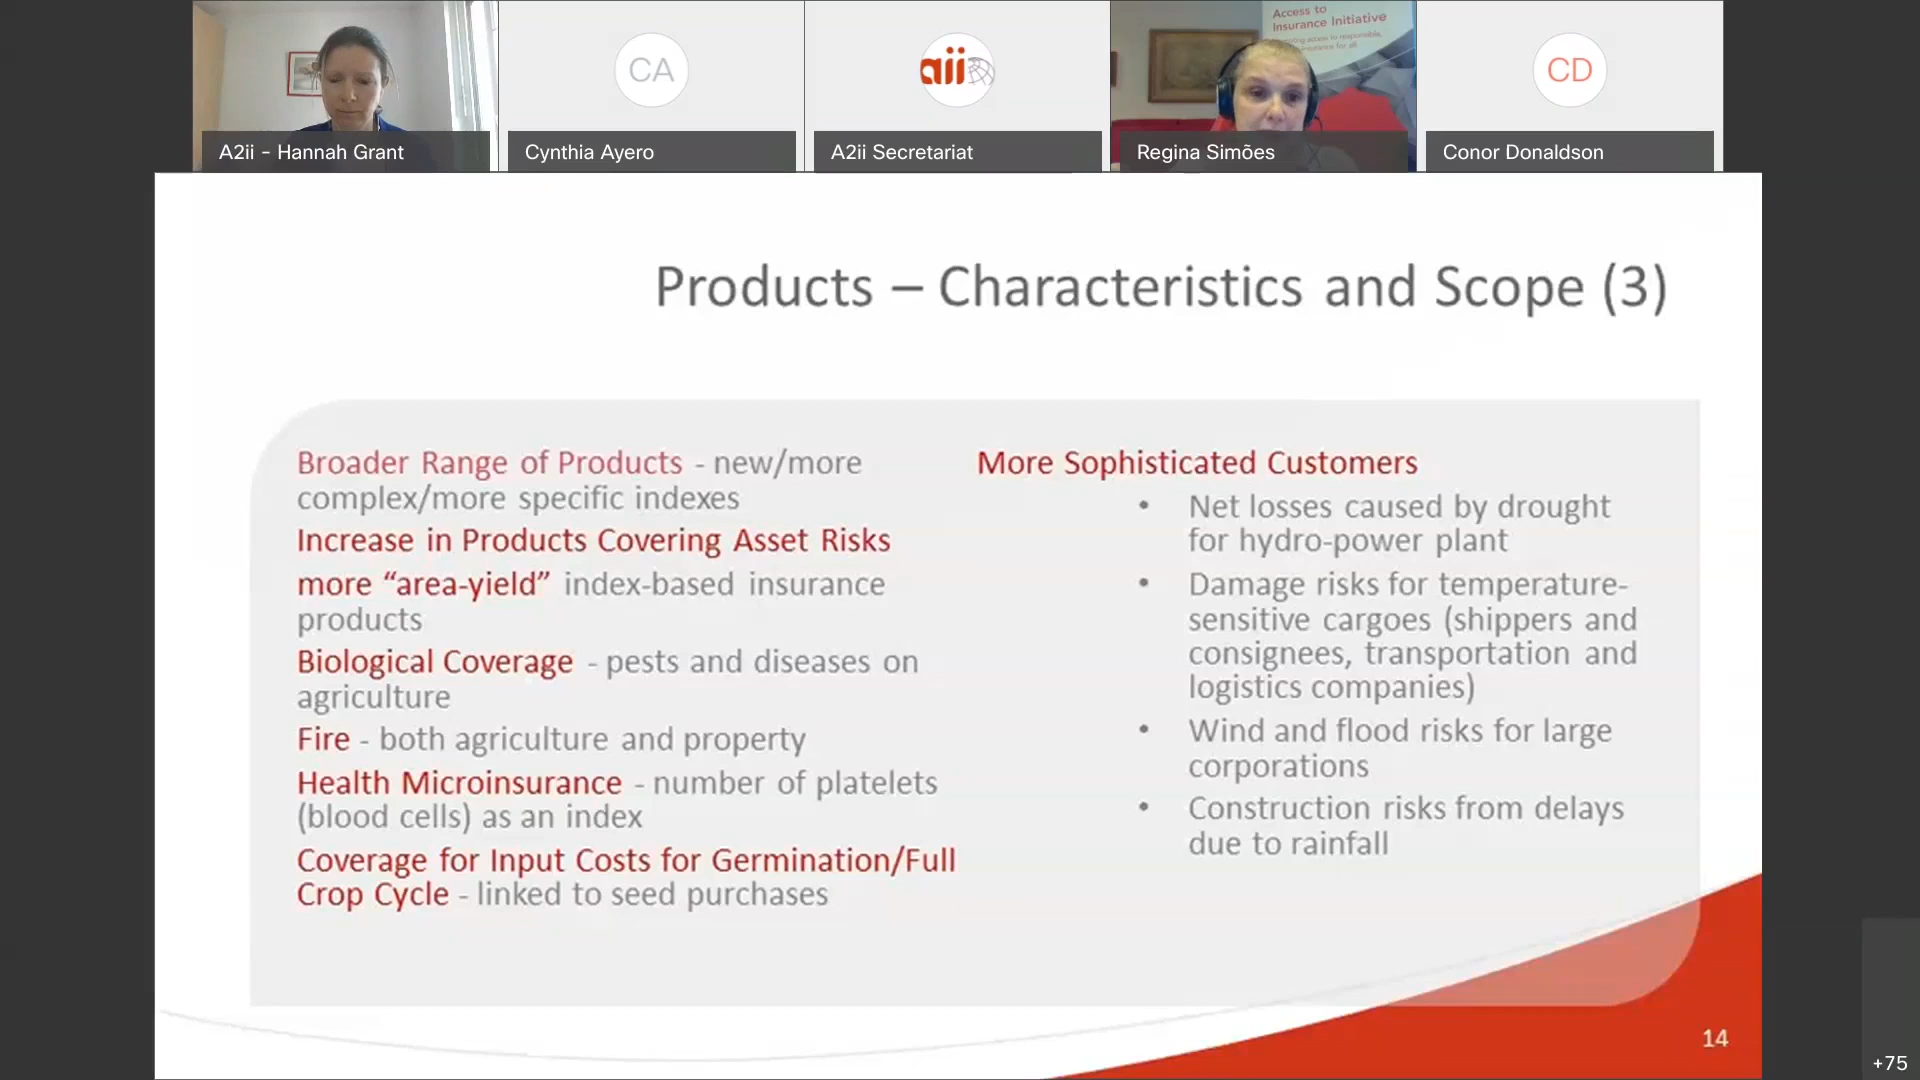 Access to
Insurance Initiative
CA
aii
CD
A2ii - Hannah Grant
Cynthia Ayero
A2ii Secretariat
Regina Simões
Conor Donaldson
Products – Characteristics and Scope (3)
Broader Range of Products - new/more
complex/more specific indexes
Increase in Products Covering Asset Risks
more “area-yield” index-based insurance
products
Biological Coverage - pests and diseases on
agriculture
Fire - both agriculture and property
Health Microinsurance - number of platelets
(blood cells) as an index
Coverage for Input Costs for Germination/Full
Crop Cycle - linked to seed purchases
More Sophisticated Customers
• Net losses caused by drought
for hydro-power plant
• Damage risks for temperature-
sensitive cargoes (shippers and
consignees, transportation and
logistics companies)
• Wind and flood risks for large
corporations
• Construction risks from delays
due to rainfall
14
+75